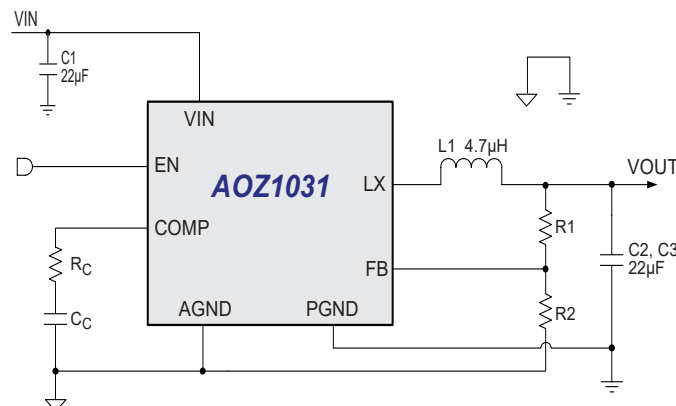 VIN
C1
22µF
VIN
EN
AOZ1031
LX
L1 4.7µH
VOUT
COMP
R1
C2, C3
22µF
RC
FB
AGND
PGND
R2
CC